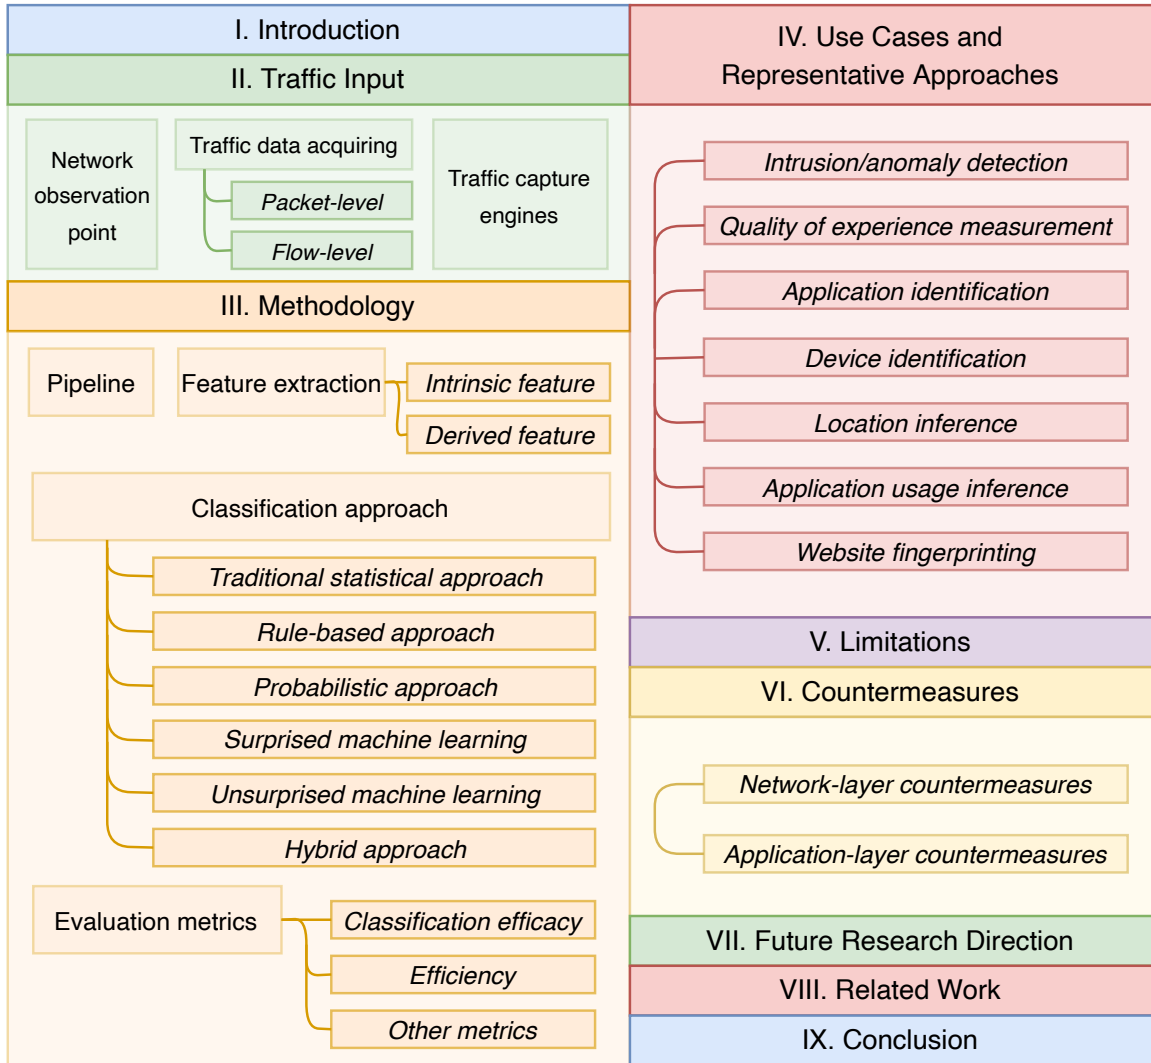 I. Introduction
II. Traffic Input
Network
observation
point
Traffic data acquiring
Packet-level
Flow-level
Traffic capture
engines
III. Methodology
Pipeline
Feature extraction
Intrinsic feature
Derived feature
Classification approach
Traditional statistical approach
Rule-based approach
Probabilistic approach
Surprised machine learning
Unsurprised machine learning
Hybrid approach
Evaluation metrics
Classification efficacy
Efficiency
Other metrics
IV. Use Cases and
Representative Approaches
Intrusion/anomaly detection
Quality of experience measurement
Application identification
Device identification
Location inference
Application usage inference
Website fingerprinting
V. Limitations
VI. Countermeasures
Network-layer countermeasures
Application-layer countermeasures
VII. Future Research Direction
VIII. Related Work
IX. Conclusion